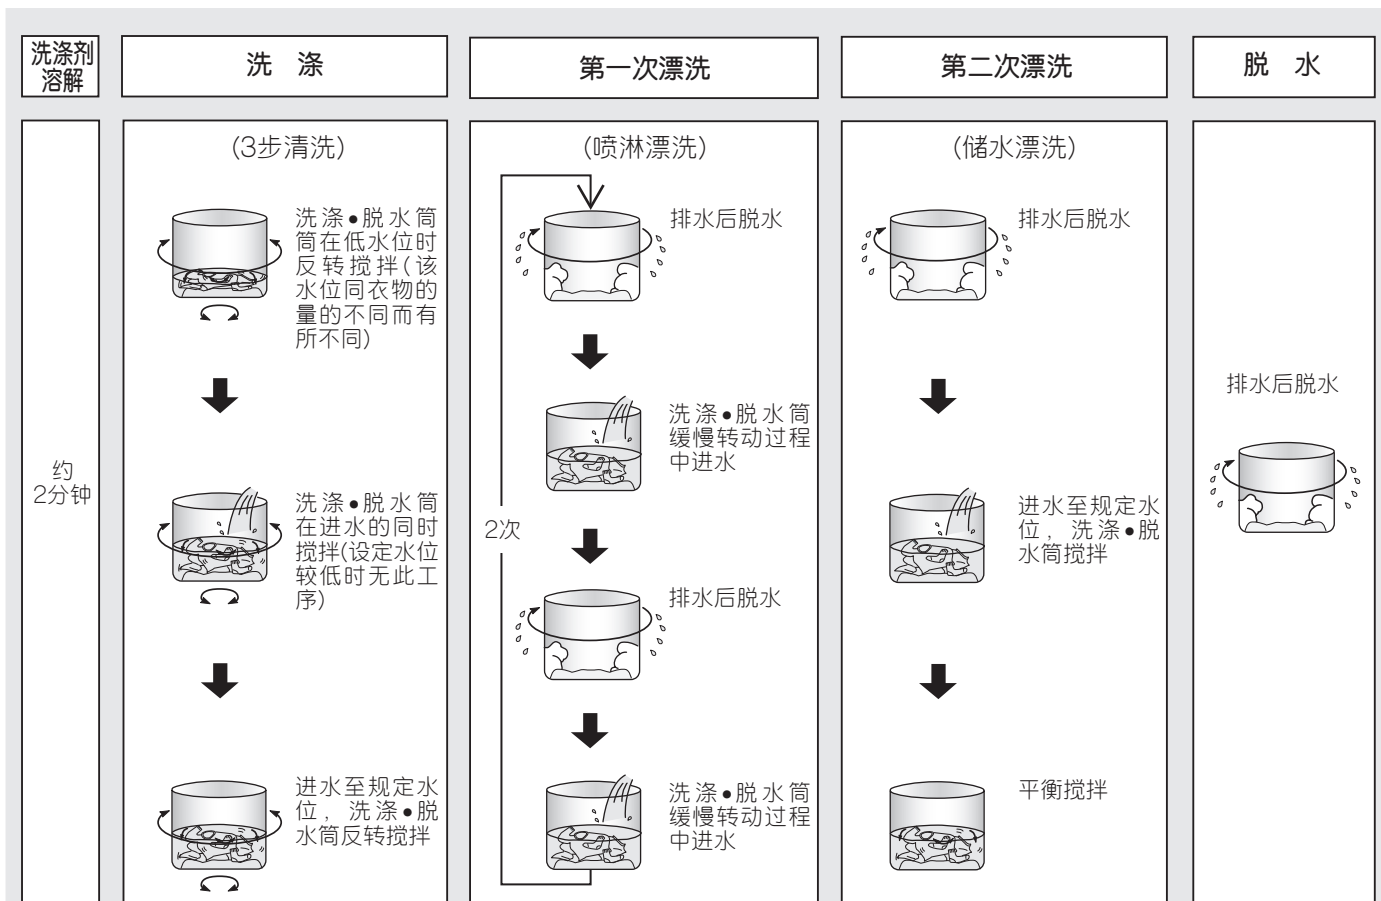 洗涤剂
溶解
洗 涤
第一次漂洗
第二次漂洗
脱 水
约
2分钟
(3步清洗)
洗涤●脱水筒
筒在低水位时
反转搅拌(该
水位同衣物的
量的不同而有
所不同)
洗涤●脱水筒
在进水的同时
搅拌(设定水位
较低时无此工
序)
进水至规定水
位，洗涤●脱
水筒反转搅拌
(喷淋漂洗)
2次
排水后脱水
洗涤●脱水筒
缓慢转动过程
中进水
排水后脱水
洗涤●脱水筒
缓慢转动过程
中进水
(储水漂洗)
排水后脱水
进水至规定水
位，洗涤●脱
水筒搅拌
平衡搅拌
排水后脱水